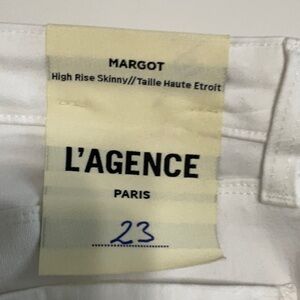 MARGOT
High Rise Skinny//Taille Haute Etroit
L'AGENCE
PARIS
23